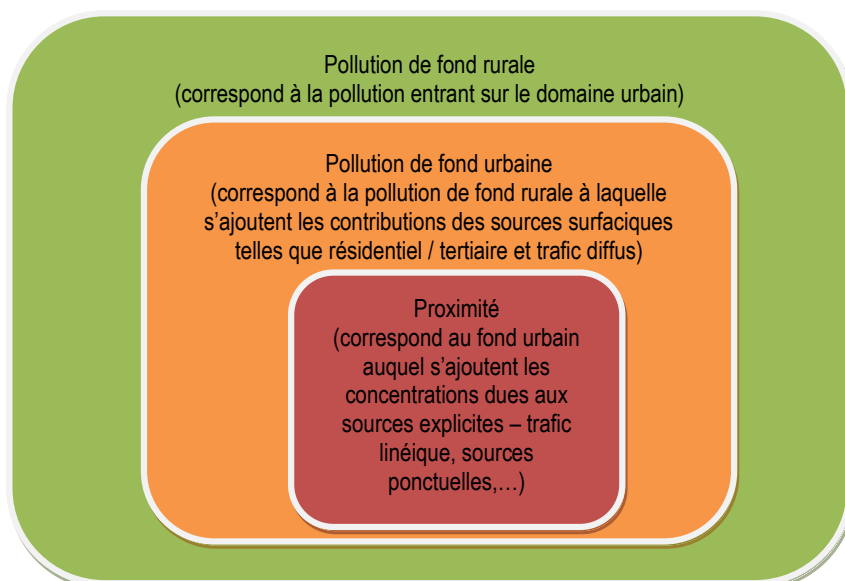 Pollution de fond rurale
(correspond à la pollution entrant sur le domaine urbain)
Pollution de fond urbaine
(correspond à la pollution de fond rurale à laquelle
s’ajoutent les contributions des sources surfaciques
telles que résidentiel / tertiaire et trafic diffus)
Proximité
(correspond au fond urbain
auquel s’ajoutent les
concentrations dues aux
sources explicites – trafic
linéique, sources
ponctuelles,…)